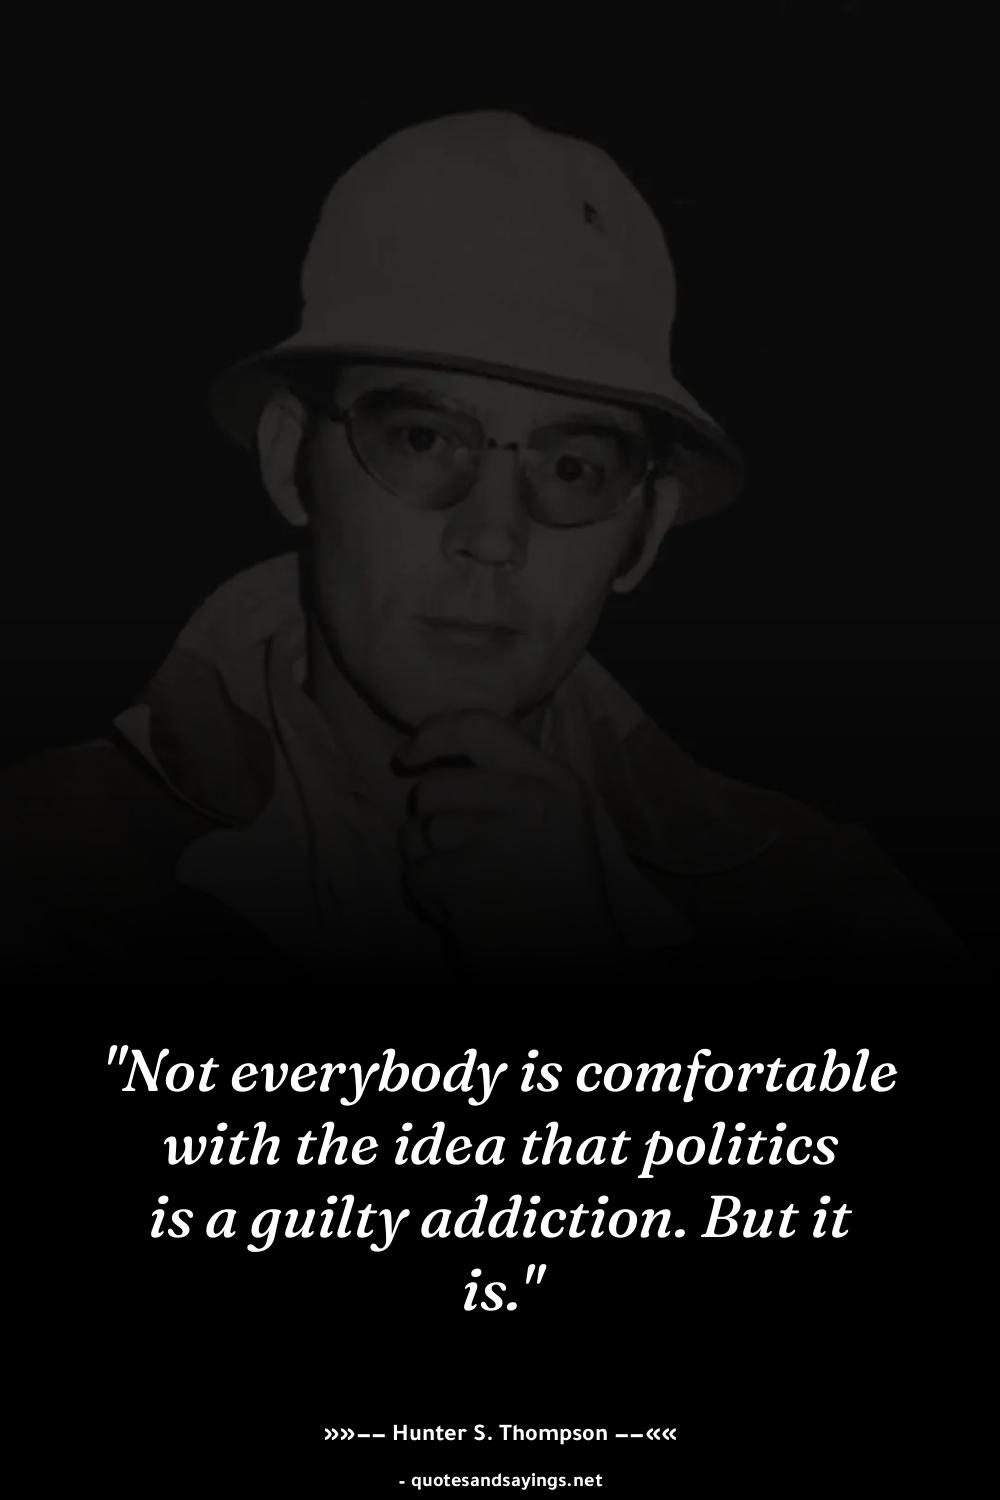 "Not everybody is comfortable
with the idea that politics
is a guilty addiction. But it
is."
»»−− Hunter S. Thompson −−««
- quotesandsayings.net